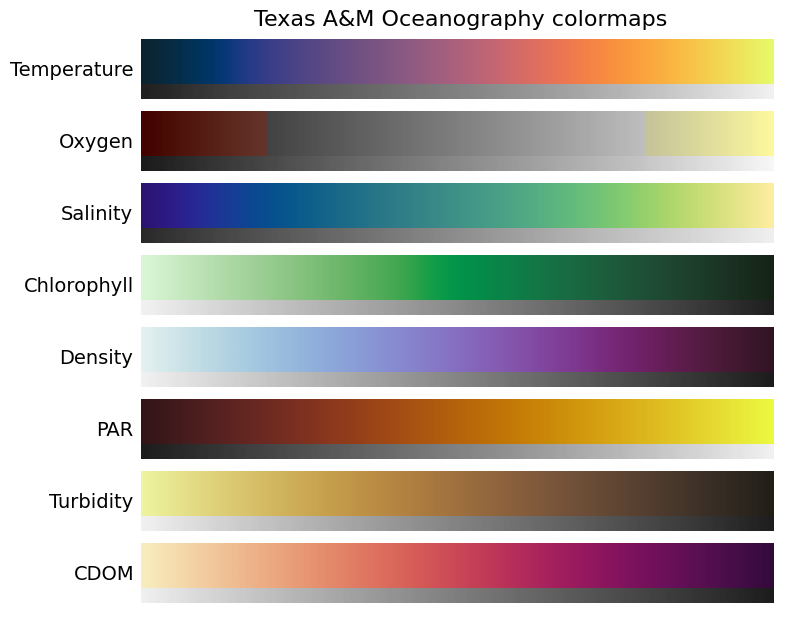 Texas A&M Oceanography colormaps
Temperature
Oxygen
Salinity
Chlorophyll
Density
PAR
Turbidity
CDOM